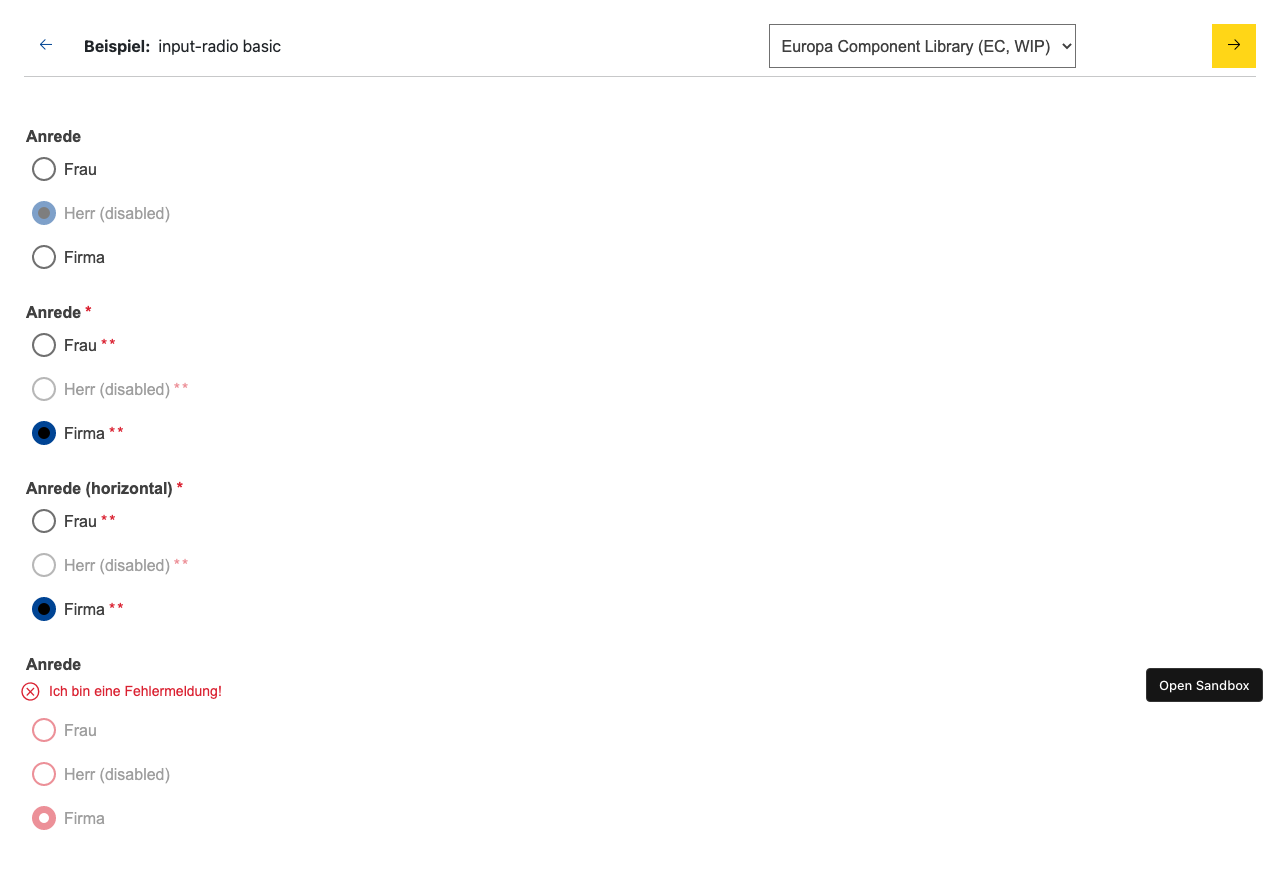 Beispiel: input-radio basic
Europa Component Library (EC, WIP)
Anrede
Frau
Herr (disabled)
Firma
Anrede *
Frau **
Herr (disabled) **
Firma **
Anrede (horizontal) *
Frau **
Herr (disabled) **
Firma **
Anrede
Ich bin eine Fehlermeldung!
Open Sandbox
Frau
Herr (disabled)
Firma